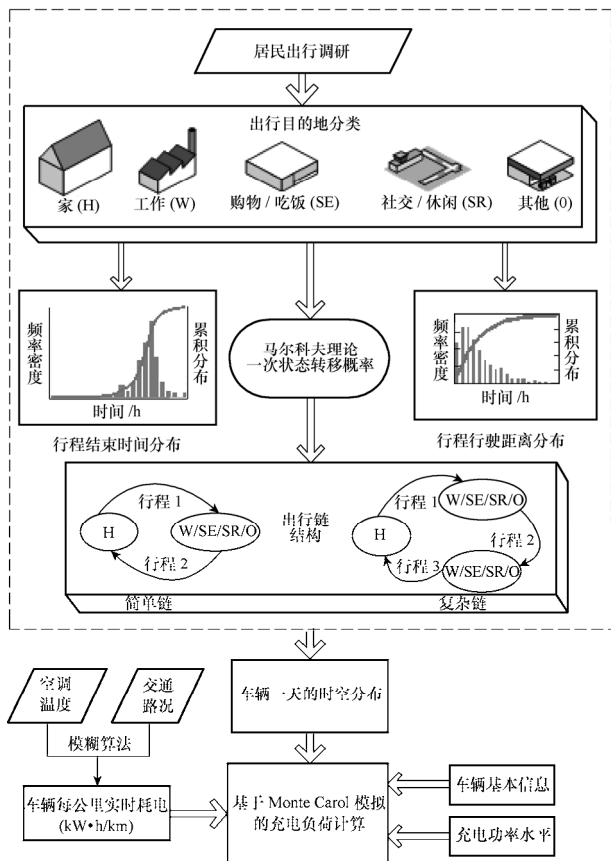 居民出行调研
出行目的地分类
家 (H)
工作 (W)
购物 / 吃饭 (SE)
社交 / 休闲 (SR)
其他 (0)
频率密度
累积分布
时间 /h
行程结束时间分布
马尔科夫理论
一次状态转移概率
频率密度
累积分布
时间 /h
行程行驶距离分布
行程 1
H
W/SE/SR/O
行程 2
简单链
出行链
结构
行程 1
W/SE/SR/O
H
行程 2
行程 3
W/SE/SR/O
复杂链
空调
温度
交通
路况
模糊算法
车辆每公里实时耗电
(kW•h/km)
车辆一天的时空分布
基于 Monte Carol 模拟
的充电负荷计算
车辆基本信息
充电功率水平